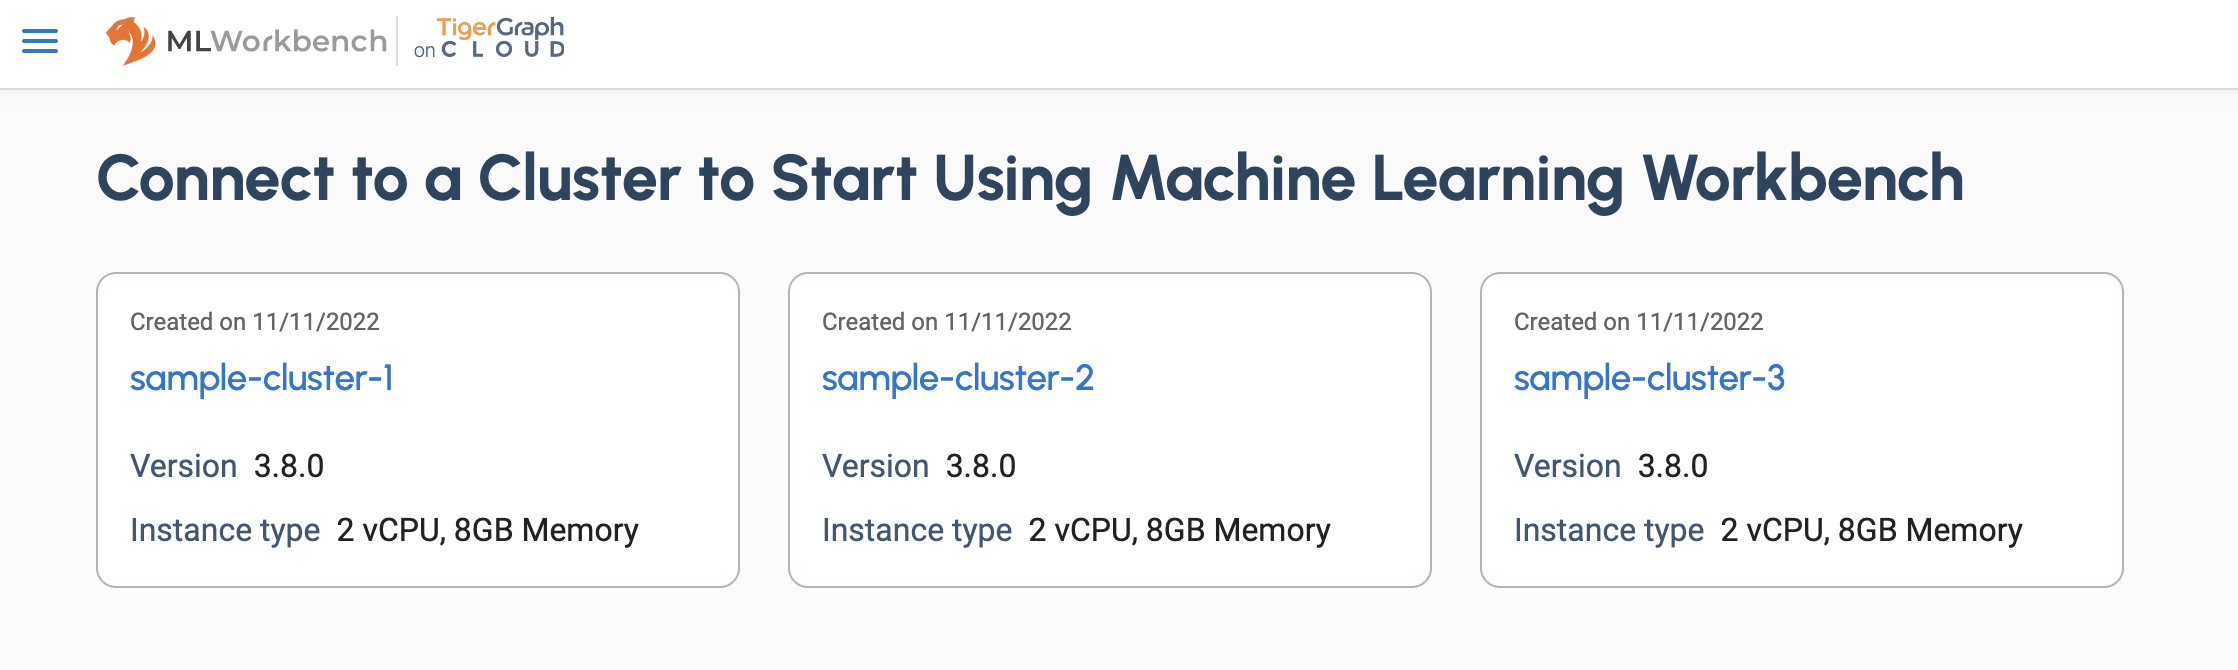 MLWorkbench
TigerGraph
on CLOUD
Connect to a Cluster to Start Using Machine Learning Workbench
Created on 11/11/2022
sample-cluster-1
Version 3.8.0
Instance type 2 vCPU, 8GB Memory
Created on 11/11/2022
sample-cluster-2
Version 3.8.0
Instance type 2 vCPU, 8GB Memory
Created on 11/11/2022
sample-cluster-3
Version 3.8.0
Instance type 2 vCPU, 8GB Memory